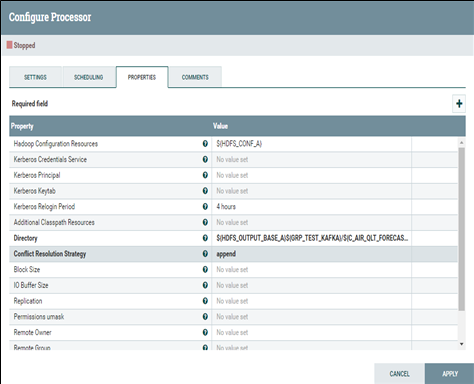 Configure Processor
Stopped
SETTINGS SCHEDULING PROPERTIES COMMENTS
Required field
Property Value
Hadoop Configuration Resources ${HDFS_CONF_A}
Kerberos Credentials Service No value set
Kerberos Principal No value set
Kerberos Keytab No value set
Kerberos Relogin Period 4 hours
Additional Classpath Resources No value set
Directory ${HDFS_OUTPUT_BASE_A}${GRP_TEST_KAFKA}/${C_AIR_QLT_FORECAS...
Conflict Resolution Strategy append
Block Size No value set
IO Buffer Size No value set
Replication No value set
Permissions umask No value set
Remote Owner No value set
Remote Group No value set
CANCEL APPLY